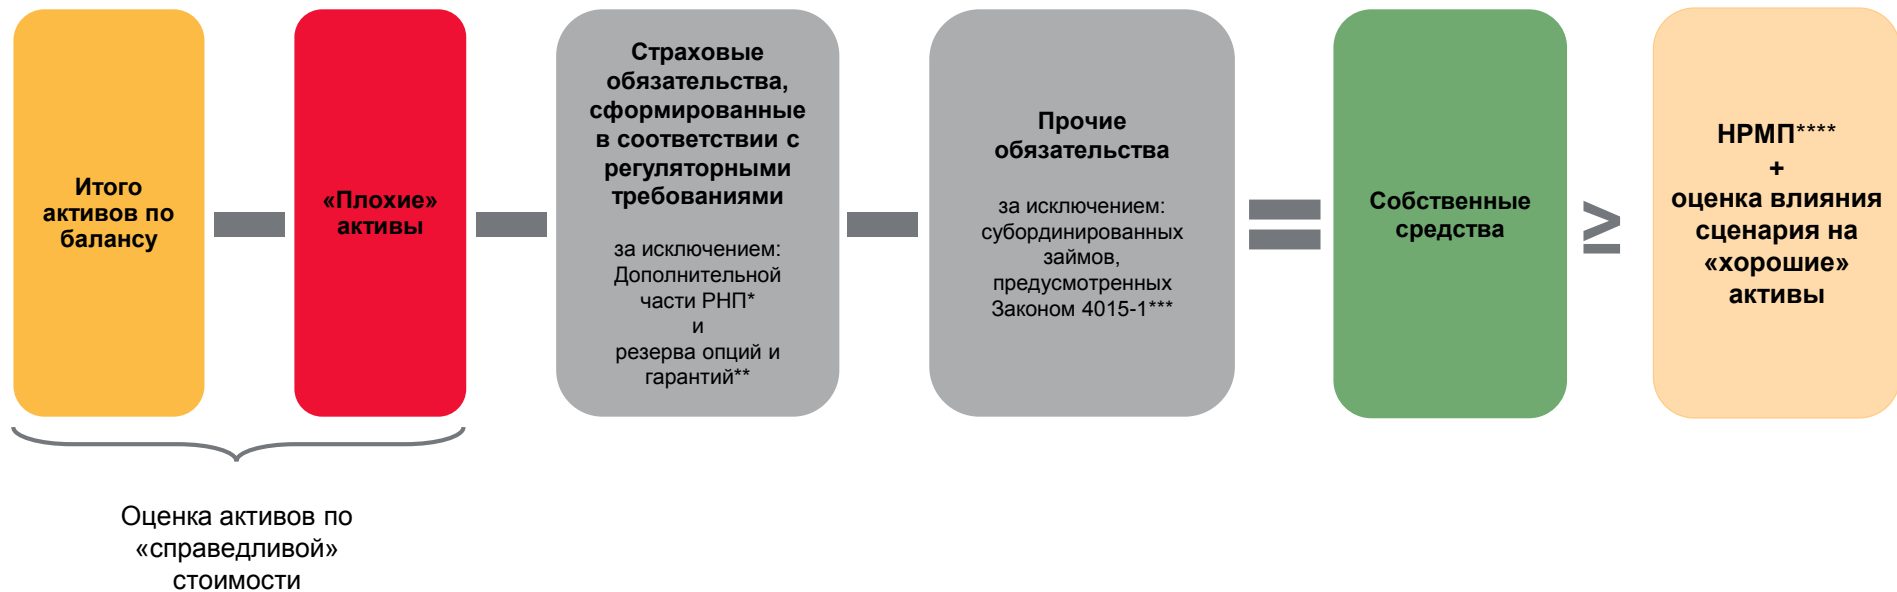 Итого
активов по
балансу
«Плохие»
активы
Страховые
обязательства,
сформированные
в соответствии с
регуляторными
требованиями
за исключением:
Дополнительной
части РНП*
и
резерва опций и
гарантий**
Прочие
обязательства
за исключением:
субординированных
займов,
предусмотренных
Законом 4015-1***
=
Собственные
средства
≥
НРМП****
+
оценка влияния
сценария на
«хорошие»
активы
Оценка активов по
«справедливой»
стоимости